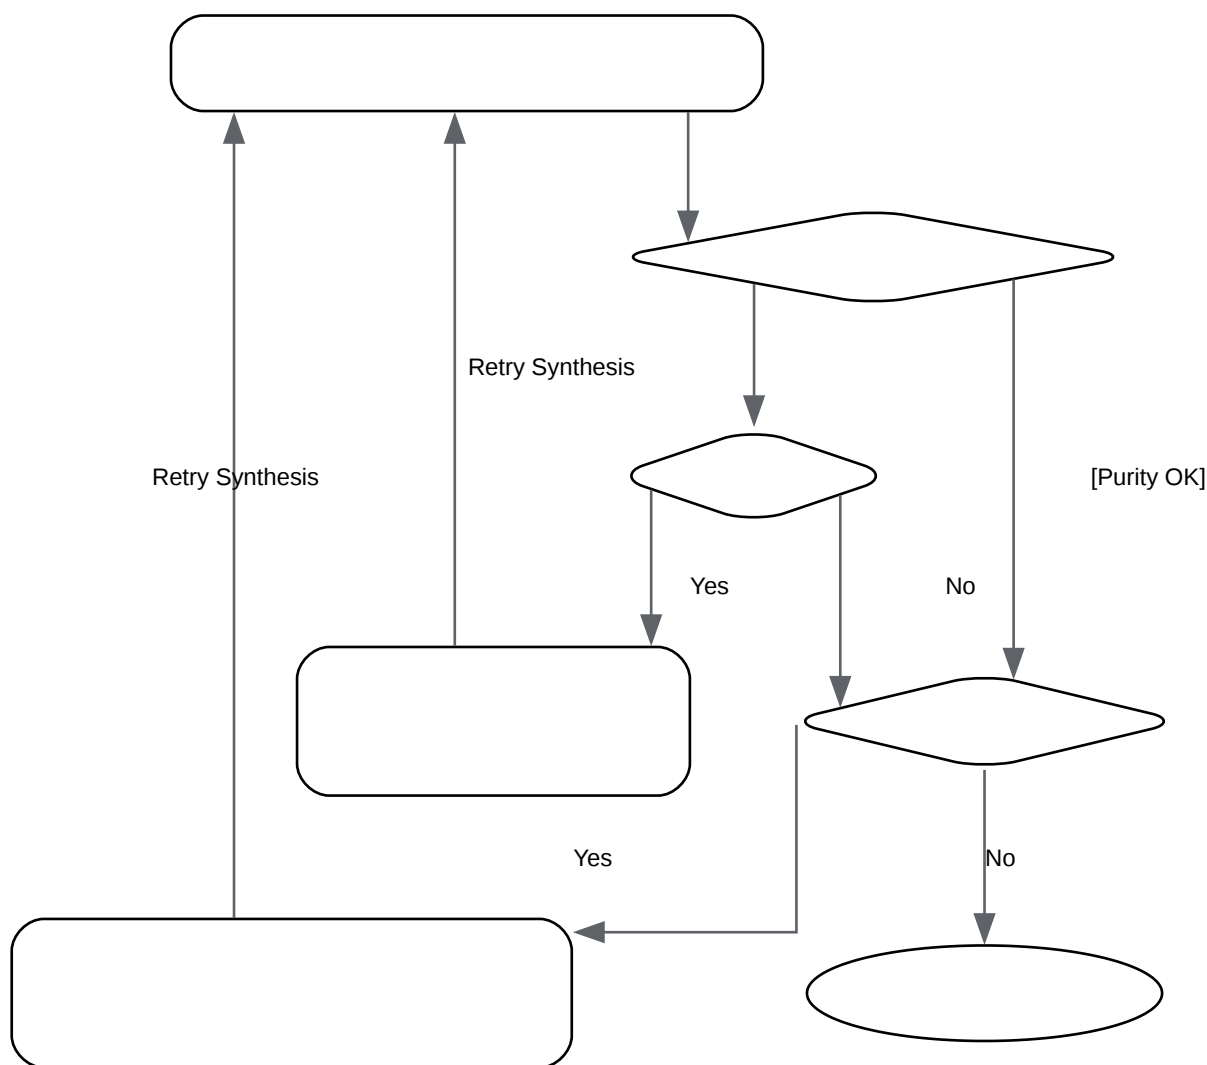 Retry Synthesis
Retry Synthesis
[Purity OK]
Yes
No
Yes
No